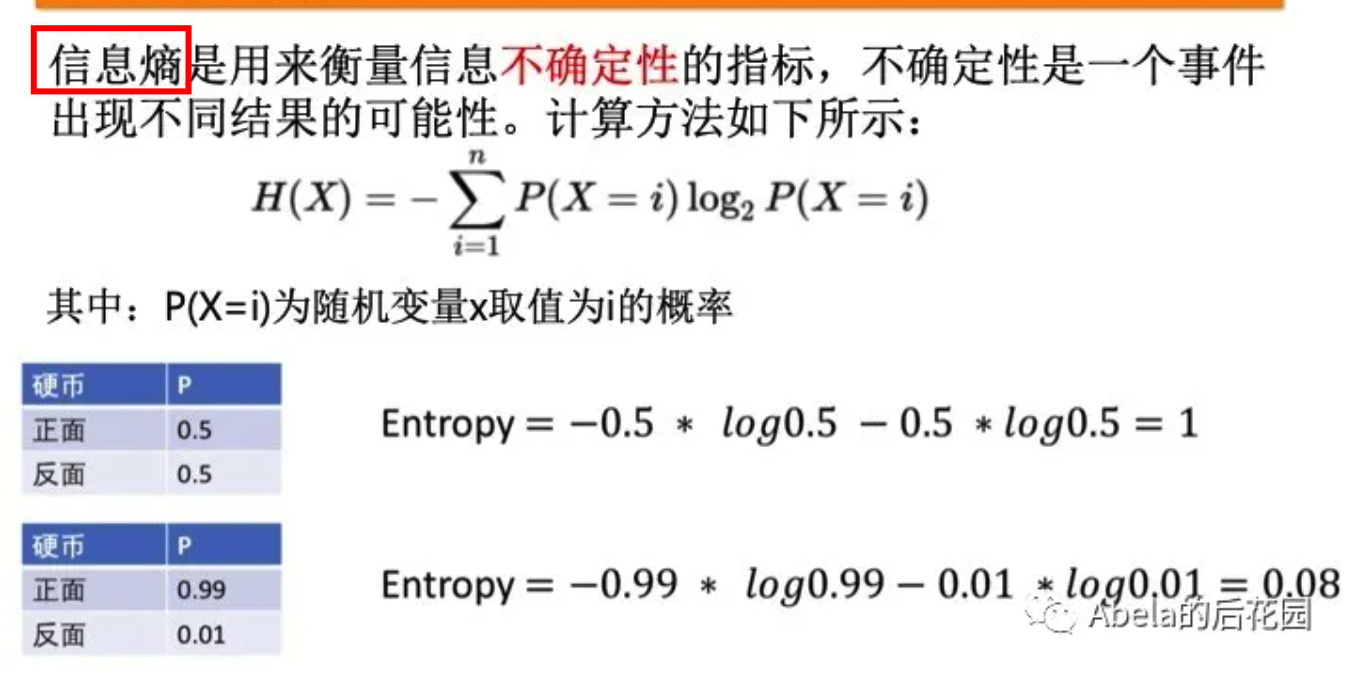 信息熵是用来衡量信息不确定性的指标，不确定性是一个事件
出现不同结果的可能性。计算方法如下所示：
H(X) = −∑_{i=1}^{n} P(X = i) log₂ P(X = i)
其中：P(X=i)为随机变量x取值为i的概率
硬币 P
正面 0.5
反面 0.5
Entropy = −0.5 * log0.5 − 0.5 * log0.5 = 1
硬币 P
正面 0.99
反面 0.01
Entropy = −0.99 * log0.99 − 0.01 * log0.01 = 0.08
Abela的后花园